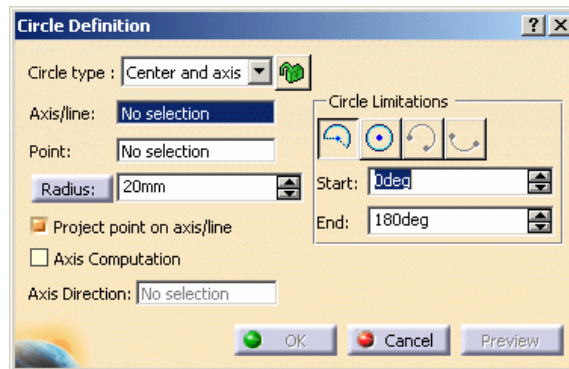 Circle Definition
Circle type : Center and axis
Axis/line: No selection
Point: No selection
Radius: 20mm
Project point on axis/line
Axis Computation
Axis Direction: No selection
Circle Limitations
Start: 0deg
End: 180deg
OK Cancel Preview